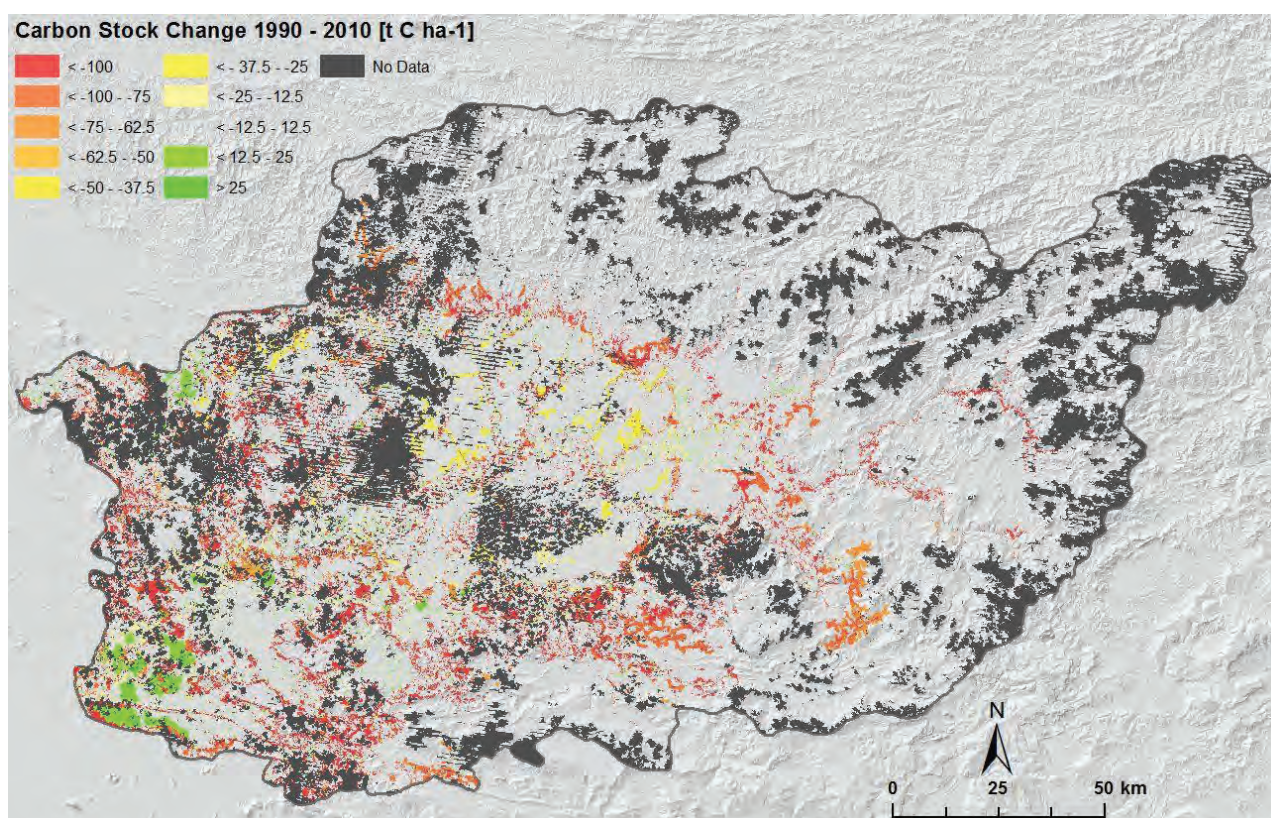 Carbon Stock Change 1990 - 2010 [t C ha-1]
< -100
< -100 - -75
< -75 - -62.5
< -62.5 - -50
< -50 - -37.5
< - 37.5 - -25
< -25 - -12.5
< -12.5 - 12.5
< 12.5 - 25
> 25
No Data
N
0 25 50 km